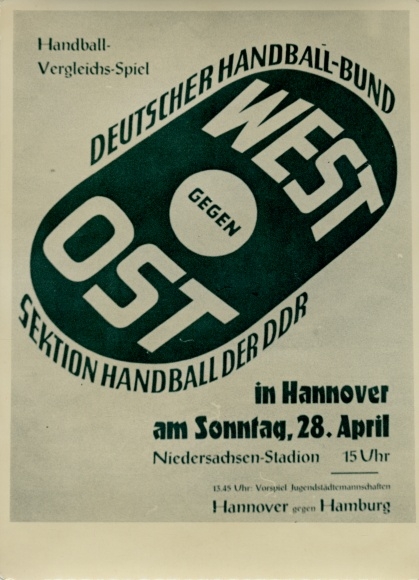 Handball-
Vergleichs-Spiel
DEUTSCHER HANDBALL-BUND
WEST
GEGEN
OST
SEKTION HANDBALL DER DDR
in Hannover
am Sonntag, 28. April
Niedersachsen-Stadion 15 Uhr
13.45 Uhr: Vorspiel Jugendstädtemannschaften
Hannover gegen Hamburg